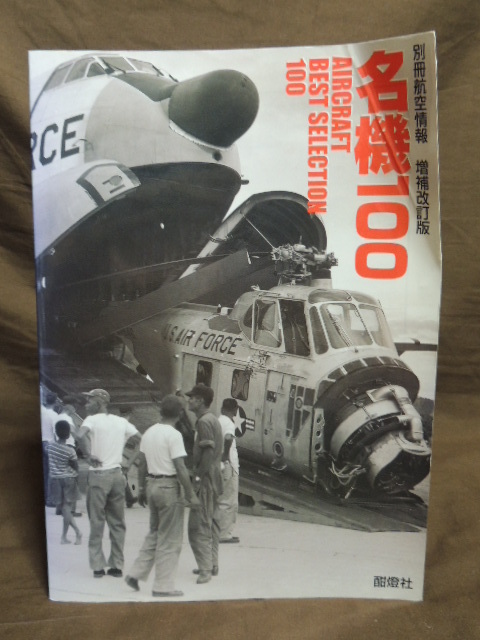 別冊航空情報 増補改訂版
名機100
AIRCRAFT
BEST SELECTION
100
RCE
U.S AIR FORCE
酣燈社